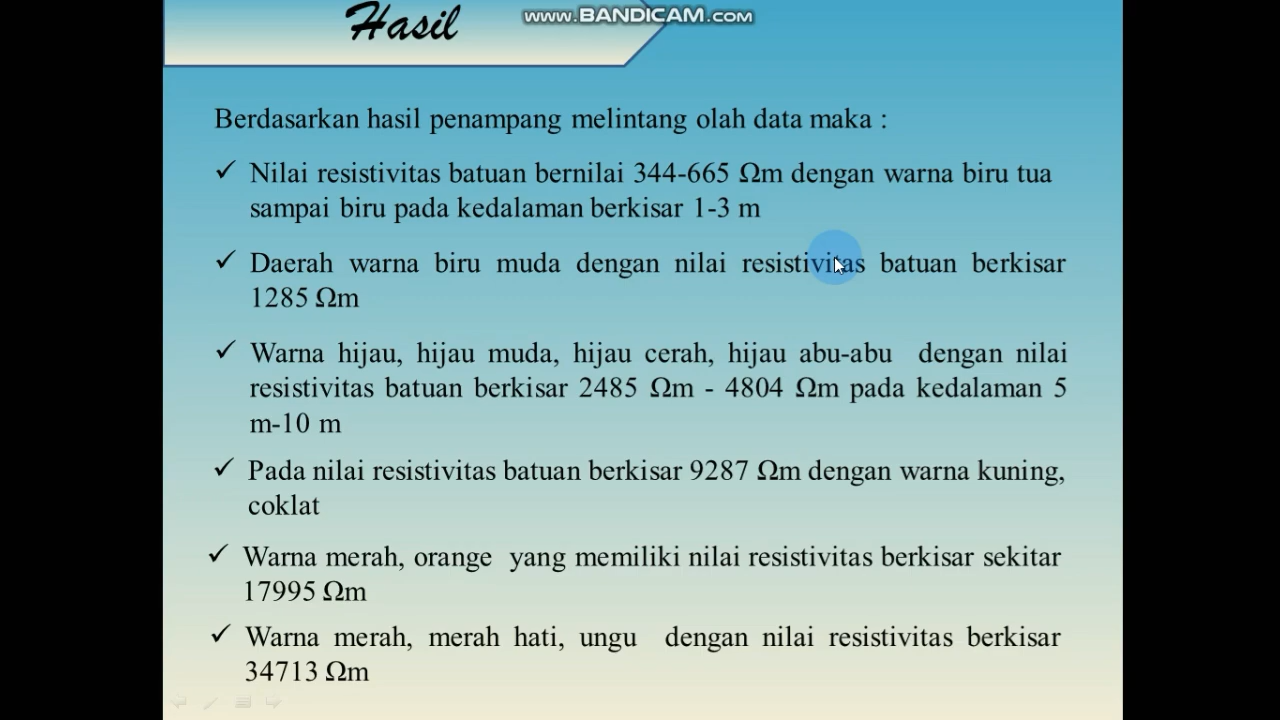 www.BANDICAM.com
Hasil
Berdasarkan hasil penampang melintang olah data maka :
✓ Nilai resistivitas batuan bernilai 344-665 Ωm dengan warna biru tua
sampai biru pada kedalaman berkisar 1-3 m
✓ Daerah warna biru muda dengan nilai resistivitas batuan berkisar
1285 Ωm
✓ Warna hijau, hijau muda, hijau cerah, hijau abu-abu dengan nilai
resistivitas batuan berkisar 2485 Ωm - 4804 Ωm pada kedalaman 5
m-10 m
✓ Pada nilai resistivitas batuan berkisar 9287 Ωm dengan warna kuning,
coklat
✓ Warna merah, orange yang memiliki nilai resistivitas berkisar sekitar
17995 Ωm
✓ Warna merah, merah hati, ungu dengan nilai resistivitas berkisar
34713 Ωm